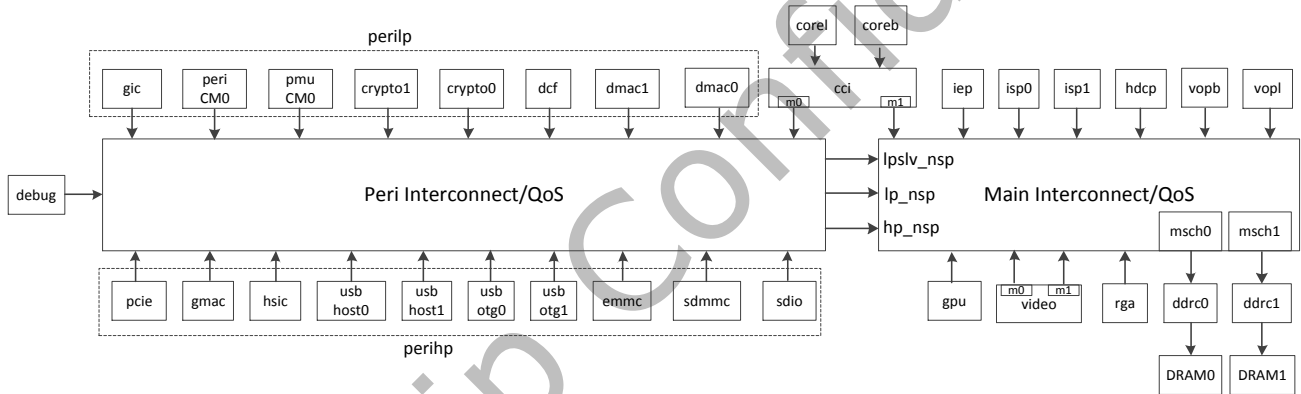 perilp
corel
coreb
gic
peri
CM0
pmu
CM0
crypto1
crypto0
dcf
dmac1
dmac0
cci
m0
m1
iep
isp0
isp1
hdcp
vopb
vopl
debug
Peri Interconnect/QoS
lpslv_nsp
lp_nsp
hp_nsp
Main Interconnect/QoS
msch0
msch1
pcie
gmac
hsic
usb
host0
usb
host1
usb
otg0
usb
otg1
emmc
sdmmc
sdio
perihp
gpu
m0
m1
video
rga
ddrc0
ddrc1
DRAM0
DRAM1
ip Confid